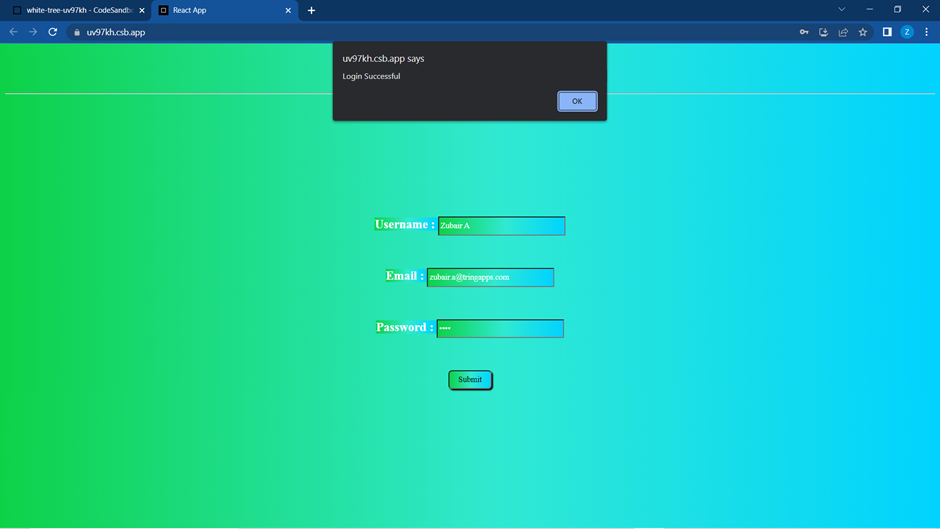 white-tree-uv97kh - CodeSandbo
React App
uv97kh.csb.app
Z
uv97kh.csb.app says
Login Successful
OK
Username : Zubair A
Email : zubair.a@tringapps.com
Password : ••••
Submit